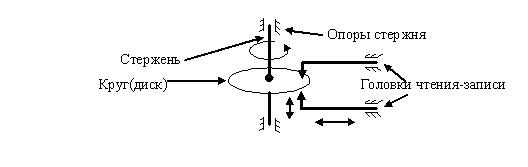 Опоры стержня
Стержень
Круг(диск)
Головки чтения-записи